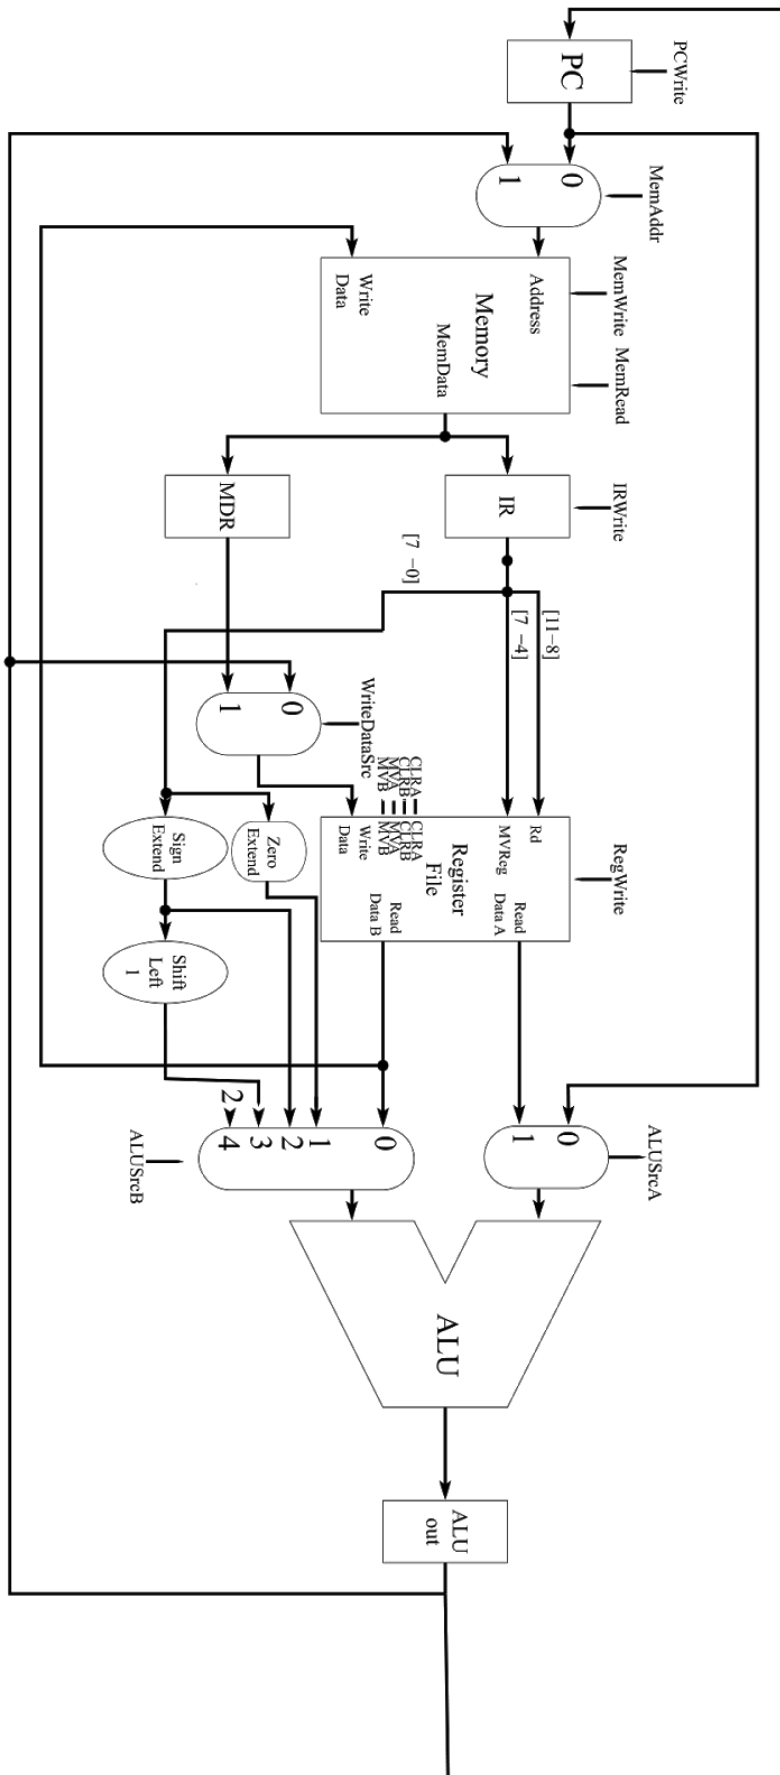 PCWrite
PC
MemAddr
0
1
MemWrite
MemRead
Address
Memory
MemData
Write
Data
IRWrite
IR
MDR
[11−8]
[7 −4]
[7 −0]
WriteDataSrc
0
1
CLRA
CLRB
MVA
MVB
RegWrite
Rd
MVReg
Register
File
CLRA
CLRB
MVA
MVB
Write
Data
Read
Data A
Read
Data B
Zero
Extend
Sign
Extend
Shift
Left
1
ALUSrcA
0
1
0
1
2
3
2
4
ALUSrcB
ALU
ALU
out